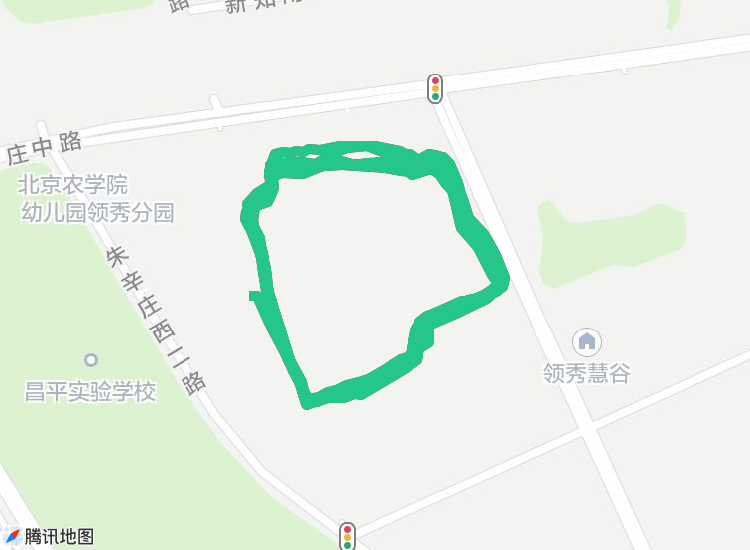 路
新知南
庄中路
北京农学院
幼儿园领秀分园
朱辛庄西二路
昌平实验学校
领秀慧谷
腾讯地图